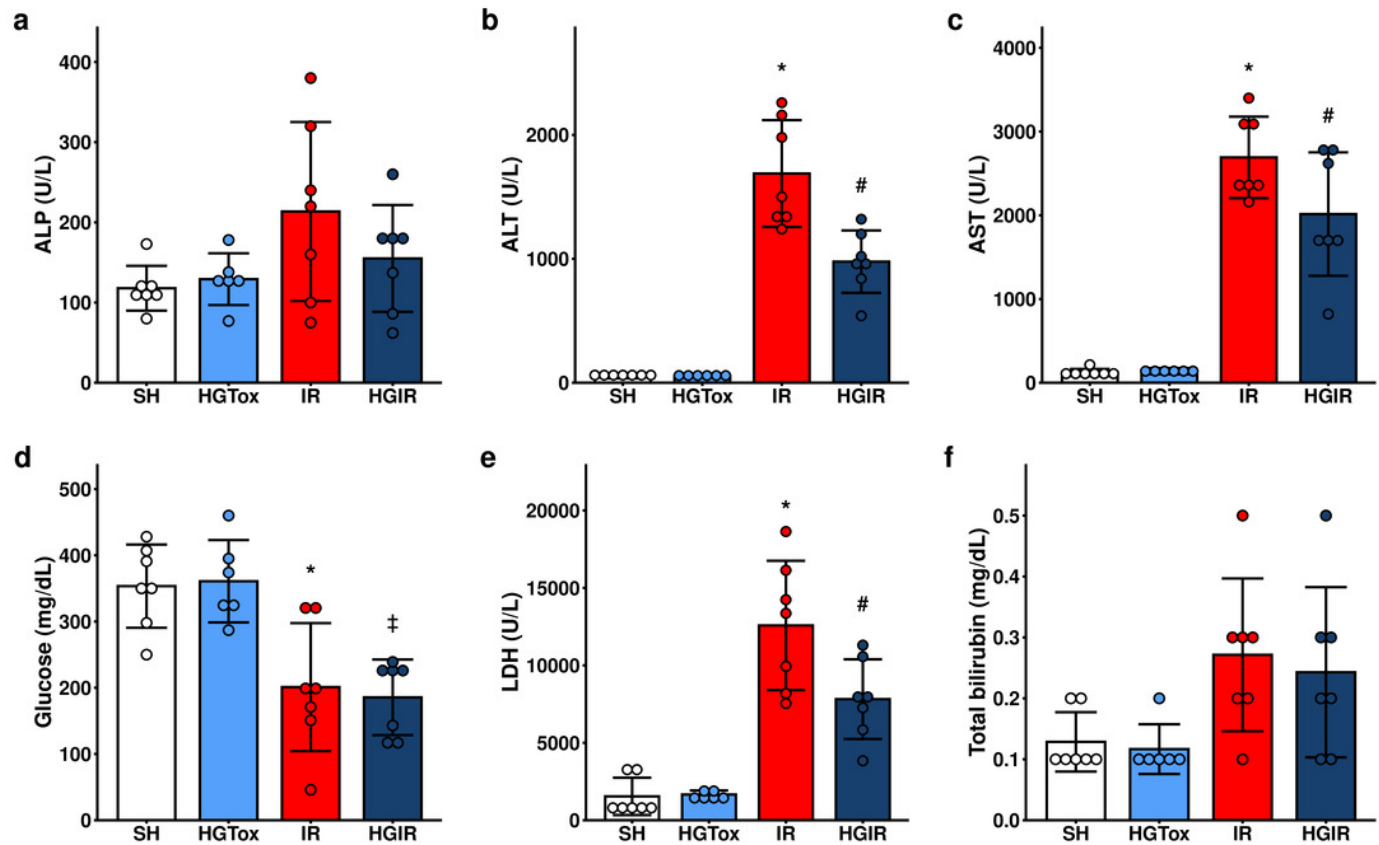 a
ALP (U/L)
400
300
200
100
0
SH HGTox IR HGIR
b
ALT (U/L)
2000
1000
0
*
#
SH HGTox IR HGIR
c
AST (U/L)
4000
3000
2000
1000
0
*
#
SH HGTox IR HGIR
d
Glucose (mg/dL)
500
400
300
200
100
0
*
‡
SH HGTox IR HGIR
e
LDH (U/L)
20000
15000
10000
5000
0
*
#
SH HGTox IR HGIR
f
Total bilirubin (mg/dL)
0.5
0.4
0.3
0.2
0.1
0.0
SH HGTox IR HGIR